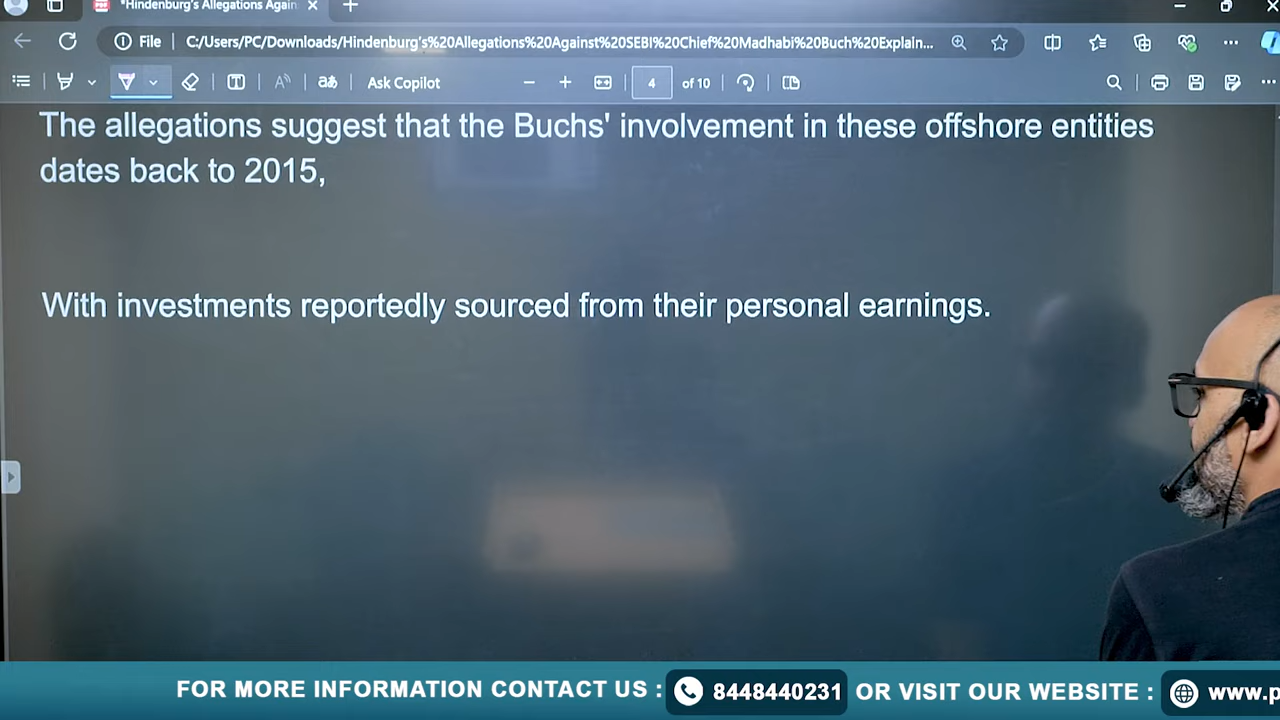 *Hindenburg's Allegations Again
File
C:/Users/PC/Downloads/Hindenburg's%20Allegations%20Against%20SEBI%20Chief%20Madhabi%20Buch%20Explain...
Ask Copilot
4 of 10
The allegations suggest that the Buchs' involvement in these offshore entities
dates back to 2015,
With investments reportedly sourced from their personal earnings.
FOR MORE INFORMATION CONTACT US : 8448440231 OR VISIT OUR WEBSITE : www.p